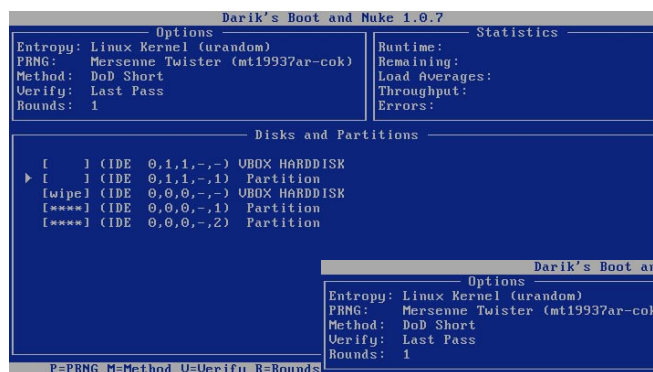 Darik's Boot and Nuke 1.0.7
Options
Entropy: Linux Kernel (urandom)
PRNG: Mersenne Twister (mt19937ar-cok)
Method: DoD Short
Verify: Last Pass
Rounds: 1
Statistics
Runtime:
Remaining:
Load Averages:
Throughput:
Errors:
Disks and Partitions
[    ] (IDE 0,1,1,-,-) VBOX HARDDISK
▶ [    ] (IDE 0,1,1,-,1) Partition
[wipe] (IDE 0,0,0,-,-) VBOX HARDDISK
[****] (IDE 0,0,0,-,1) Partition
[****] (IDE 0,0,0,-,2) Partition
P=PRNG M=Method V=Verify R=Rounds
Darik's Boot an
Options
Entropy: Linux Kernel (urandom)
PRNG: Mersenne Twister (mt19937ar-cok
Method: DoD Short
Verify: Last Pass
Rounds: 1